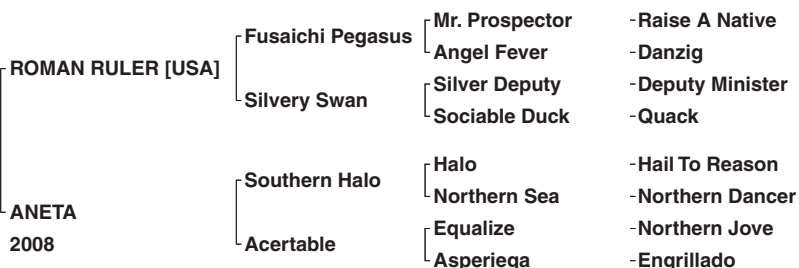 Mr. Prospector -Raise A Native
Fusaichi Pegasus
Angel Fever -Danzig
ROMAN RULER [USA]
Silver Deputy -Deputy Minister
Silvery Swan
Sociable Duck -Quack
Halo -Hail To Reason
Southern Halo
Northern Sea -Northern Dancer
ANETA
Equalize -Northern Jove
2008
Acertable
Asperiega -Engrillado